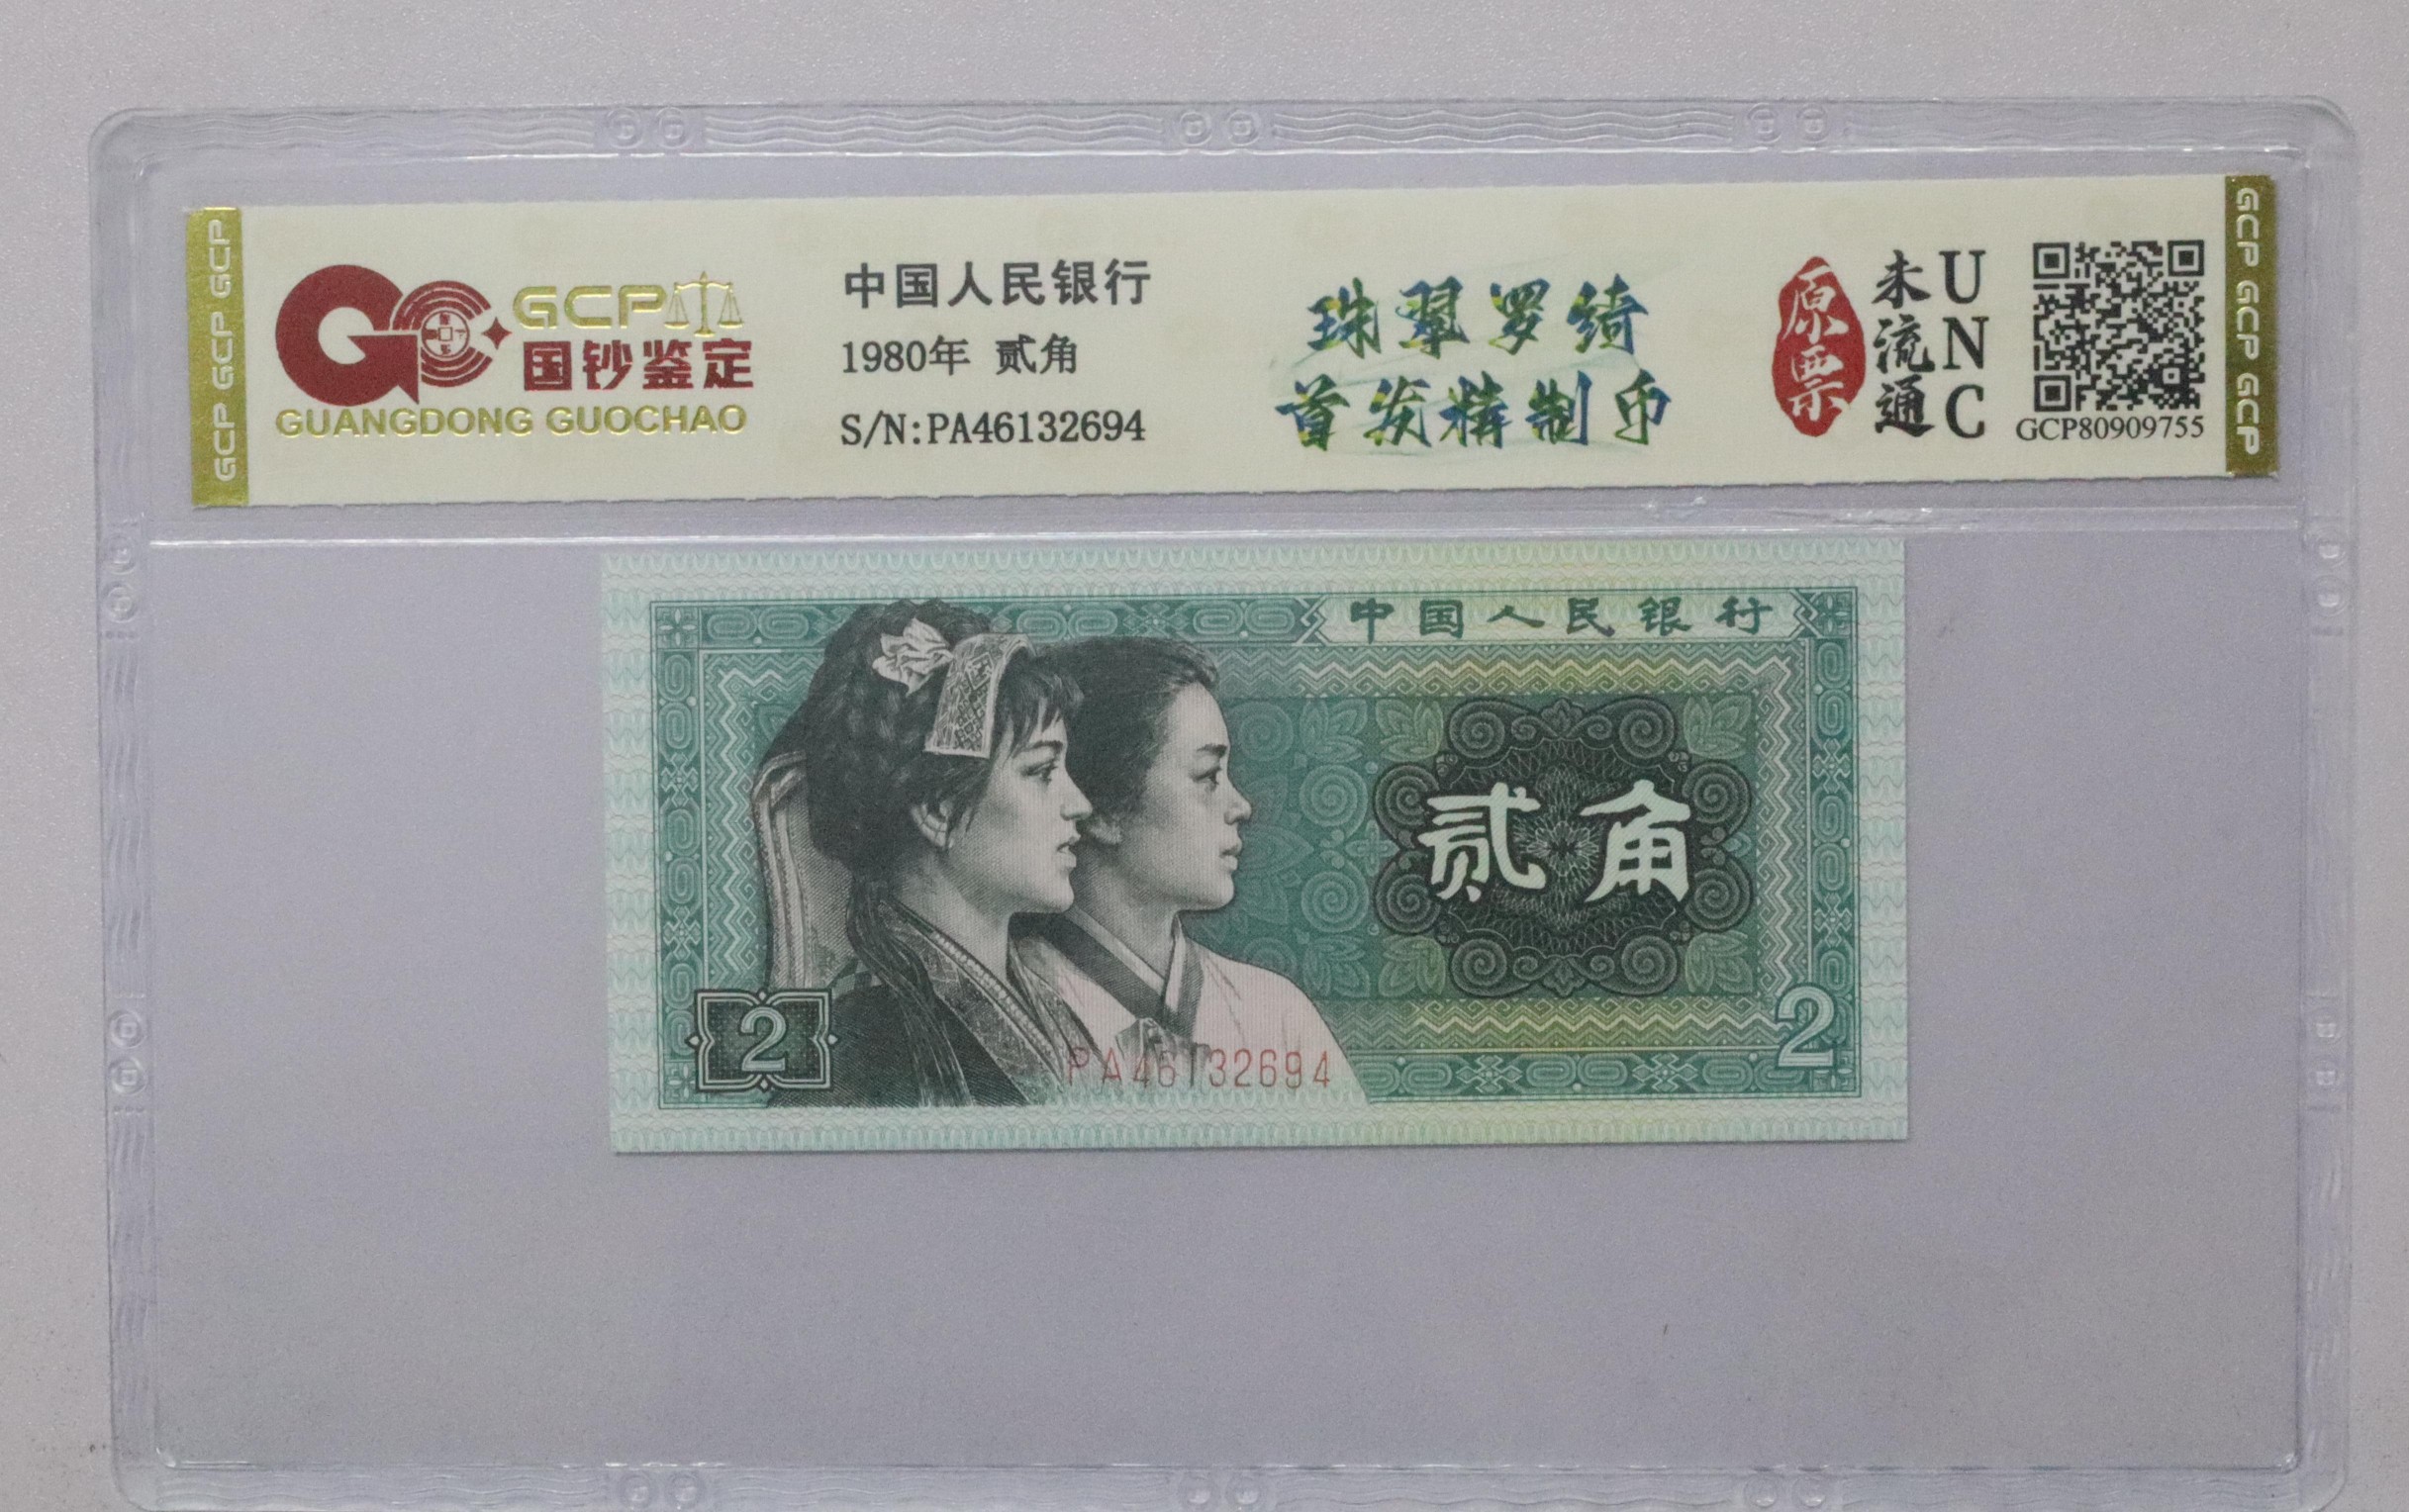 GCP GCP GCP
GCP
国钞鉴定
GUANGDONG GUOCHAO
中国人民银行
1980年 贰角
S/N:PA46132694
珠翠罗绮
首发精制币
原票
未流通
UNC
GCP80909755
GCP GCP GCP
中国人民银行
贰角
2
2
PA46132694